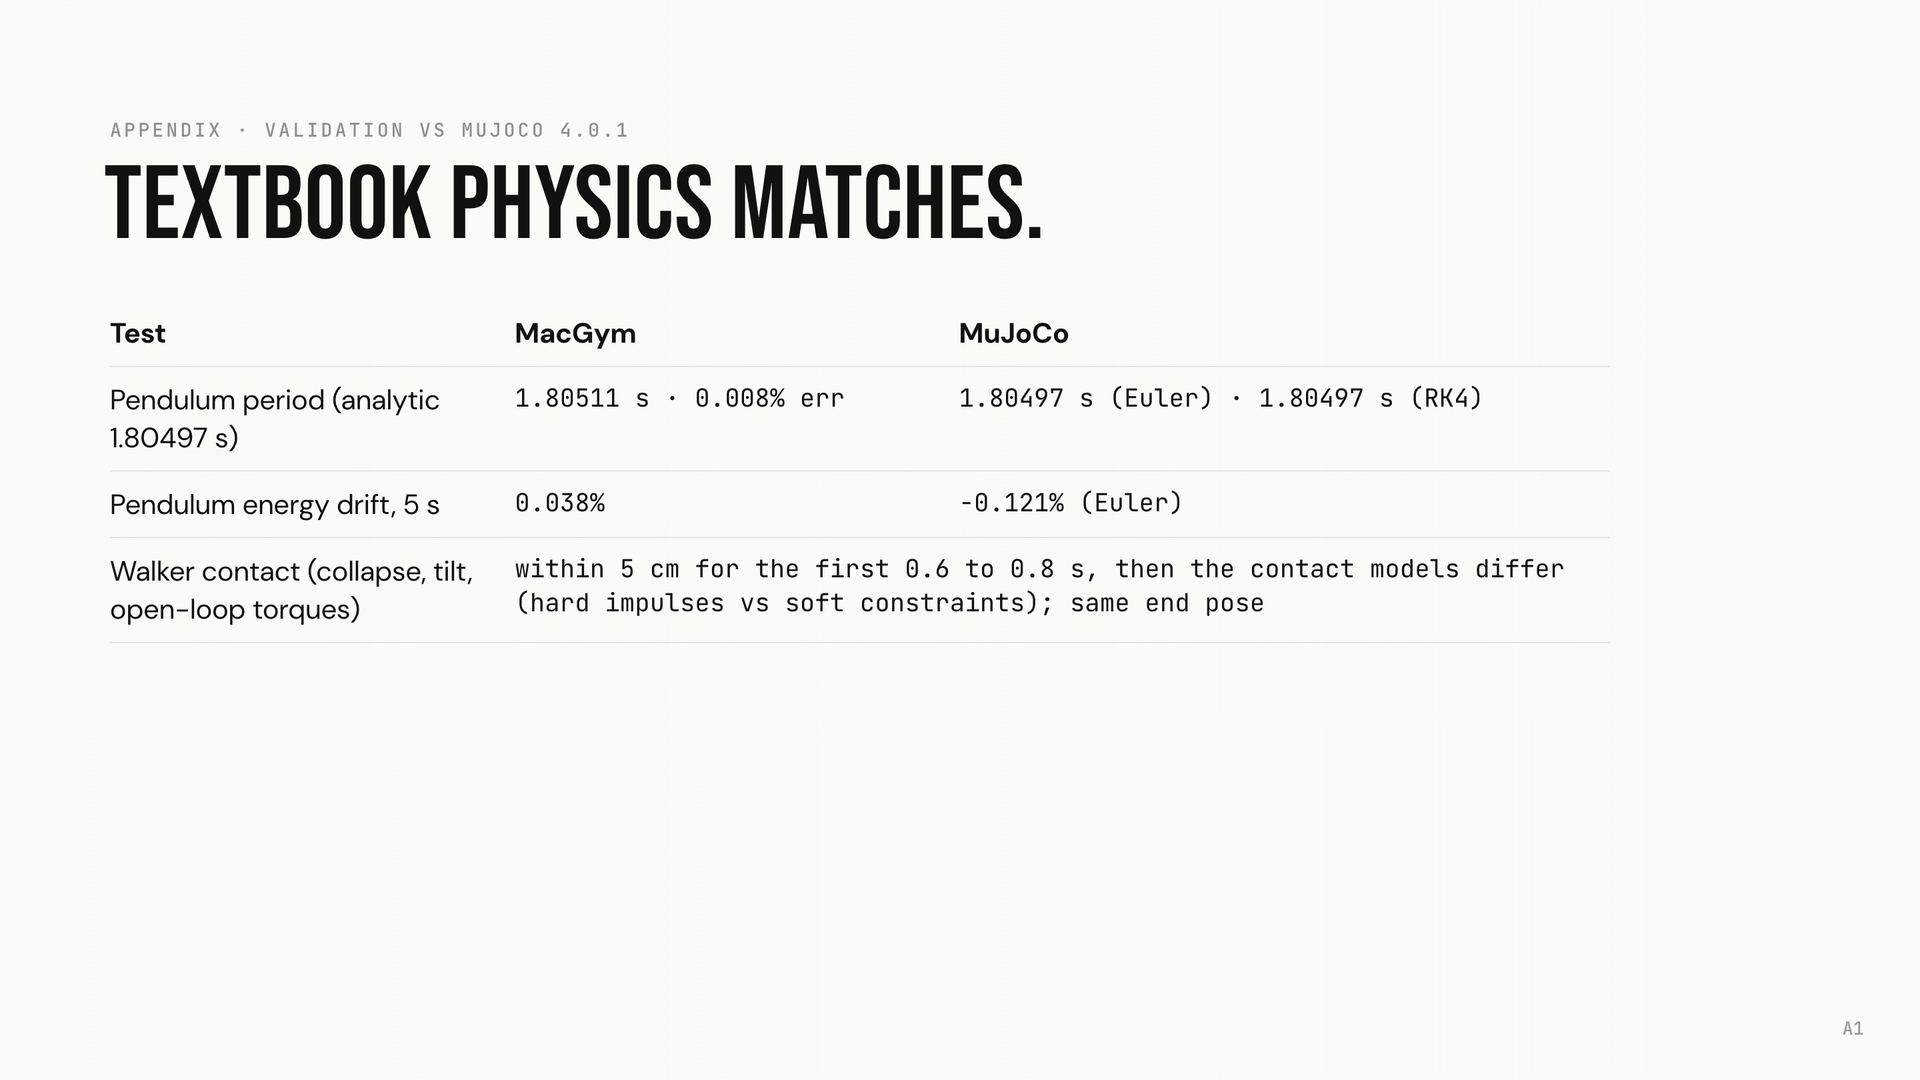 APPENDIX · VALIDATION VS MUJOCO 4.0.1
TEXTBOOK PHYSICS MATCHES.
Test MacGym MuJoCo
Pendulum period (analytic 1.80511 s · 0.008% err 1.80497 s (Euler) · 1.80497 s (RK4)
1.80497 s)
Pendulum energy drift, 5 s 0.038% -0.121% (Euler)
Walker contact (collapse, tilt, within 5 cm for the first 0.6 to 0.8 s, then the contact models differ
open-loop torques) (hard impulses vs soft constraints); same end pose
A1